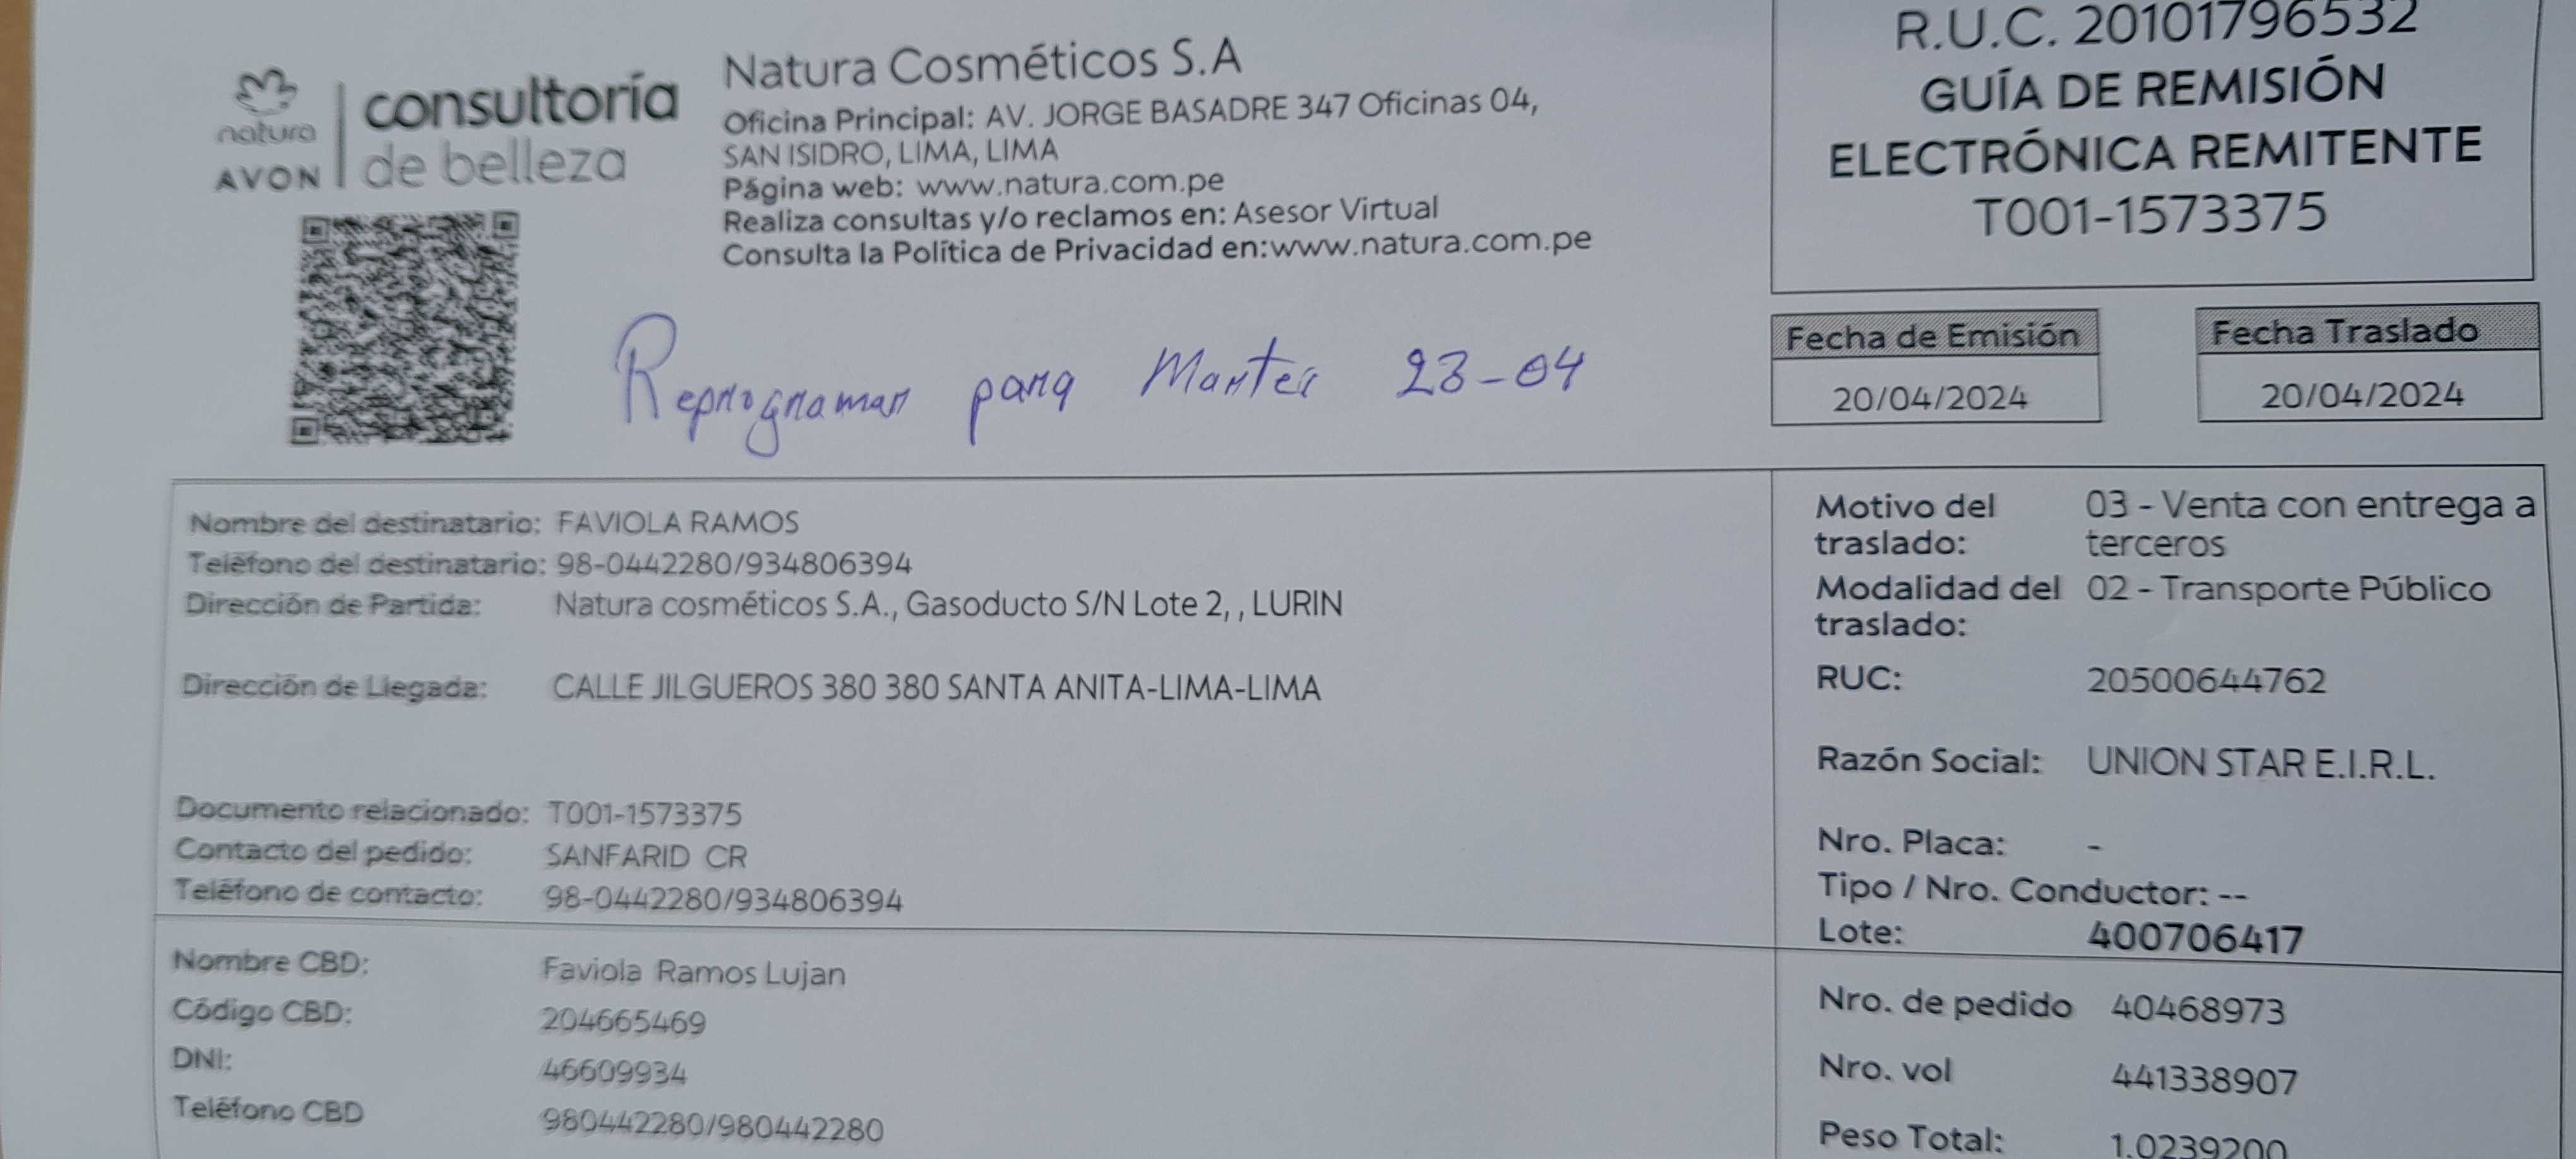 natura
AVON
consultoría
de belleza
Natura Cosméticos S.A
Oficina Principal: AV. JORGE BASADRE 347 Oficinas 04,
SAN ISIDRO, LIMA, LIMA
Página web: www.natura.com.pe
Realiza consultas y/o reclamos en: Asesor Virtual
Consulta la Política de Privacidad en:www.natura.com.pe
R.U.C. 20101796532
GUÍA DE REMISIÓN
ELECTRÓNICA REMITENTE
T001-1573375
Reprogramar para Martes 23-04
Fecha de Emisión
20/04/2024
Fecha Traslado
20/04/2024
Nombre del destinatario: FAVIOLA RAMOS
Teléfono del destinatario: 98-0442280/934806394
Dirección de Partida: Natura cosméticos S.A., Gasoducto S/N Lote 2, , LURIN
Dirección de Llegada: CALLE JILGUEROS 380 380 SANTA ANITA-LIMA-LIMA
Documento relacionado: T001-1573375
Contacto del pedido: SANFARID CR
Teléfono de contacto: 98-0442280/934806394
Motivo del 03 - Venta con entrega a
traslado: terceros
Modalidad del 02 - Transporte Público
traslado:
RUC: 20500644762
Razón Social: UNION STAR E.I.R.L.
Nro. Placa: -
Tipo / Nro. Conductor: --
Lote: 400706417
Nombre CBD: Faviola Ramos Lujan
Código CBD: 204665469
DNI: 46609934
Teléfono CBD 980442280/980442280
Nro. de pedido 40468973
Nro. vol 441338907
Peso Total: 1.0239200